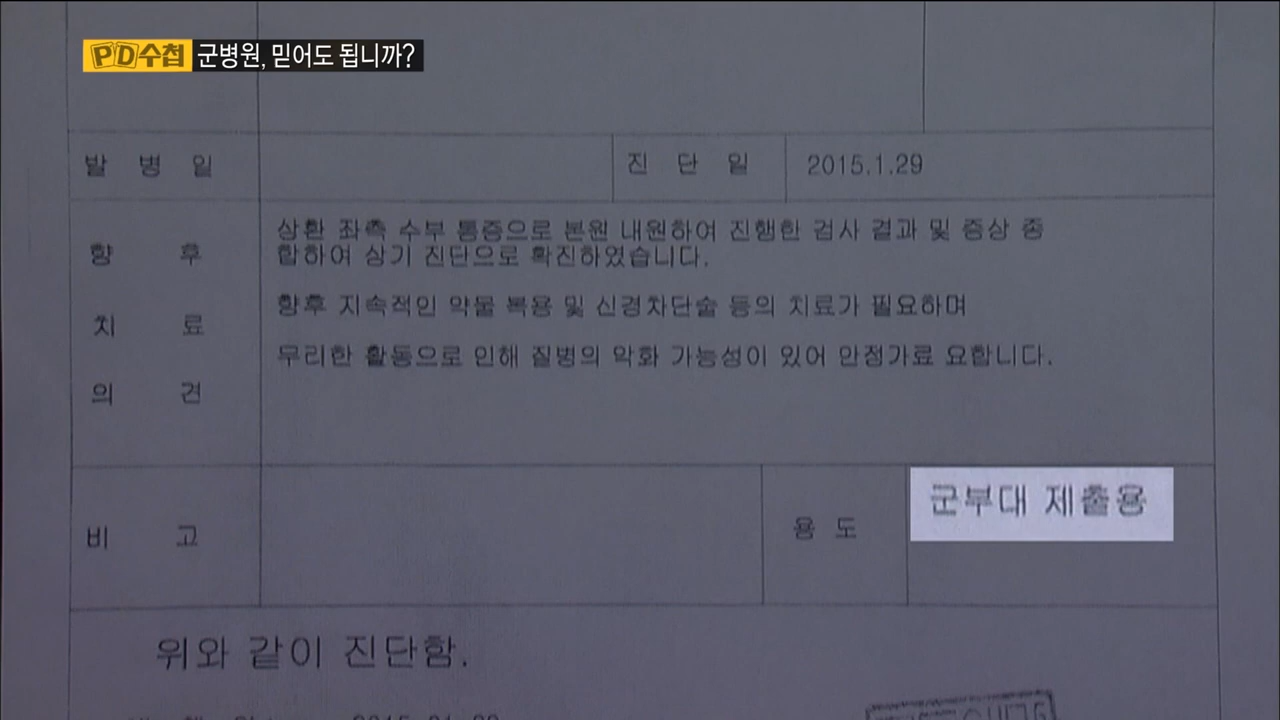 PD수첩 군병원, 믿어도 됩니까?
발 병 일
진 단 일
2015.1.29
향 후
치 료
의 견
상환 좌측 수부 통증으로 본원 내원하여 진행한 검사 결과 및 증상 종
합하여 상기 진단으로 확진하였습니다.
향후 지속적인 약물 복용 및 신경차단술 등의 치료가 필요하며
무리한 활동으로 인해 질병의 악화 가능성이 있어 안정가료 요합니다.
비 고
용 도
군부대 제출용
위와 같이 진단함.